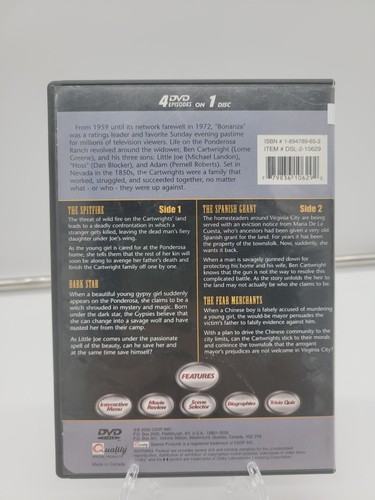 4 DVD EPISODES ON 1 DISC
From 1959 until its network farewell in 1972, "Bonanza"
was a ratings leader and favorite Sunday evening pastime
for millions of television viewers. Life on the Ponderosa
Ranch revolved around the widower, Ben Cartwright (Lorne
Greene), and his three sons: Little Joe (Michael Landon),
"Hoss" (Dan Blocker), and Adam (Pernell Roberts). Set in
Nevada in the 1850s, the Cartwrights were a family that
worked, struggled, and succeeded together, no matter
what - or who - they were up against.
ISBN # 1-894789-65-2
ITEM # DSL-2-10629
THE SPITFIRE Side 1
The threat of wild fire on the Cartwrights' land
leads to a deadly confrontation in which a
stranger gets killed, leaving the dead man's fiery
daughter under Joe's wing.
As the young girl is cared for at the Ponderosa
home, she tells them that the rest of her kin will
soon be along to avenge her father's death and
finish the Cartwright family off one by one.
DARK STAR
When a beautiful young gypsy girl suddenly
appears on the Ponderosa, she claims to be a
witch shrouded in mystery and magic. Born
under the dark star, the Gypsies believe that
she can change into a savage wolf and have
ousted her from their camp.
As Little Joe comes under the passionate
spell of the beauty, can he save her and
at the same time save himself?
THE SPANISH GRANT Side 2
The homesteaders around Virginia City are being
served with an eviction notice from Maria De La
Cuesta, who's ancestors had been given a very old
Spanish grant for the land. For years it has been
the property of the townsfolk. Now, suddenly, she
wants it back.
When a man is savagely gunned down for
protecting his home and his wife, Ben Cartwright
knows that the gun is not the way to resolve this
complicated battle. As the story unfolds the heir to
the land may not actually be who she claims to be.
THE FEAR MERCHANTS
When a Chinese boy is falsely accused of murdering
a young girl, the would-be mayor persuades the
victim's father to falsely evidence against him.
With a plan to drive the Chinese community to the
city limits, can the Cartwrights stick to their morals
and convince the townsfolk that the arrogant
mayor's prejudices are not welcome in Virginia City?
FEATURES
Interactive Menu
Movie Review
Scene Selector
Biographies
Trivia Quiz
DVD
Quality